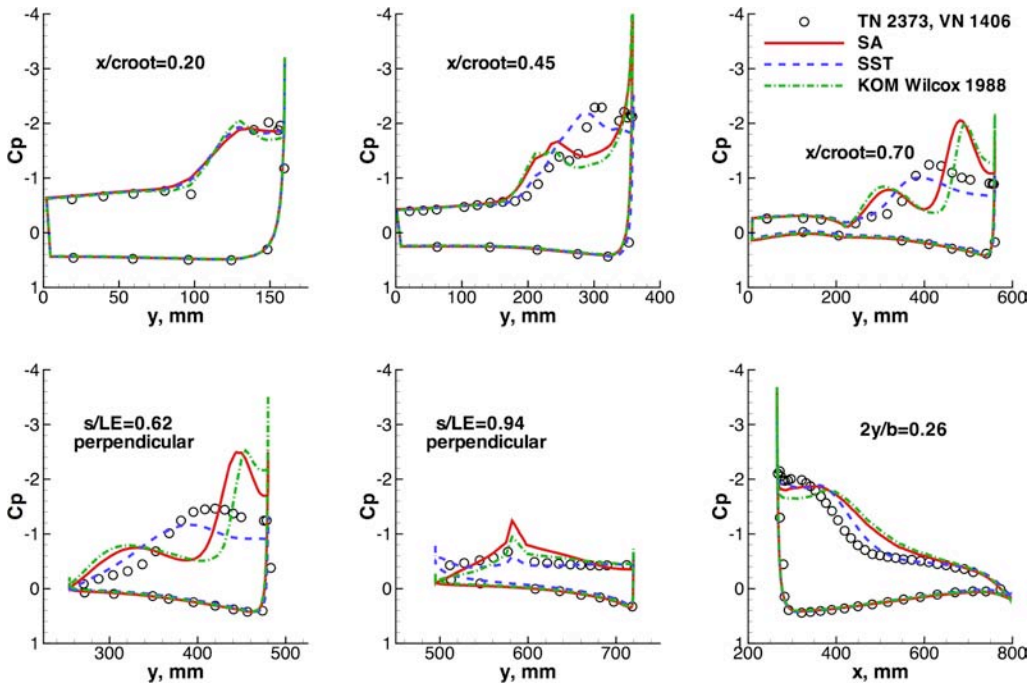 -4
-3
-2
-1
0
1
Cp
x/croot=0.20
0
50
100
150
y, mm
-4
-3
-2
-1
0
1
Cp
x/croot=0.45
0
100
200
300
400
y, mm
-4
-3
-2
-1
0
1
Cp
TN 2373, VN 1406
SA
SST
KOM Wilcox 1988
x/croot=0.70
0
200
400
600
y, mm
-4
-3
-2
-1
0
1
Cp
s/LE=0.62
perpendicular
300
400
500
y, mm
-4
-3
-2
-1
0
1
Cp
s/LE=0.94
perpendicular
500
600
700
y, mm
-4
-3
-2
-1
0
1
Cp
2y/b=0.26
200
400
600
800
x, mm